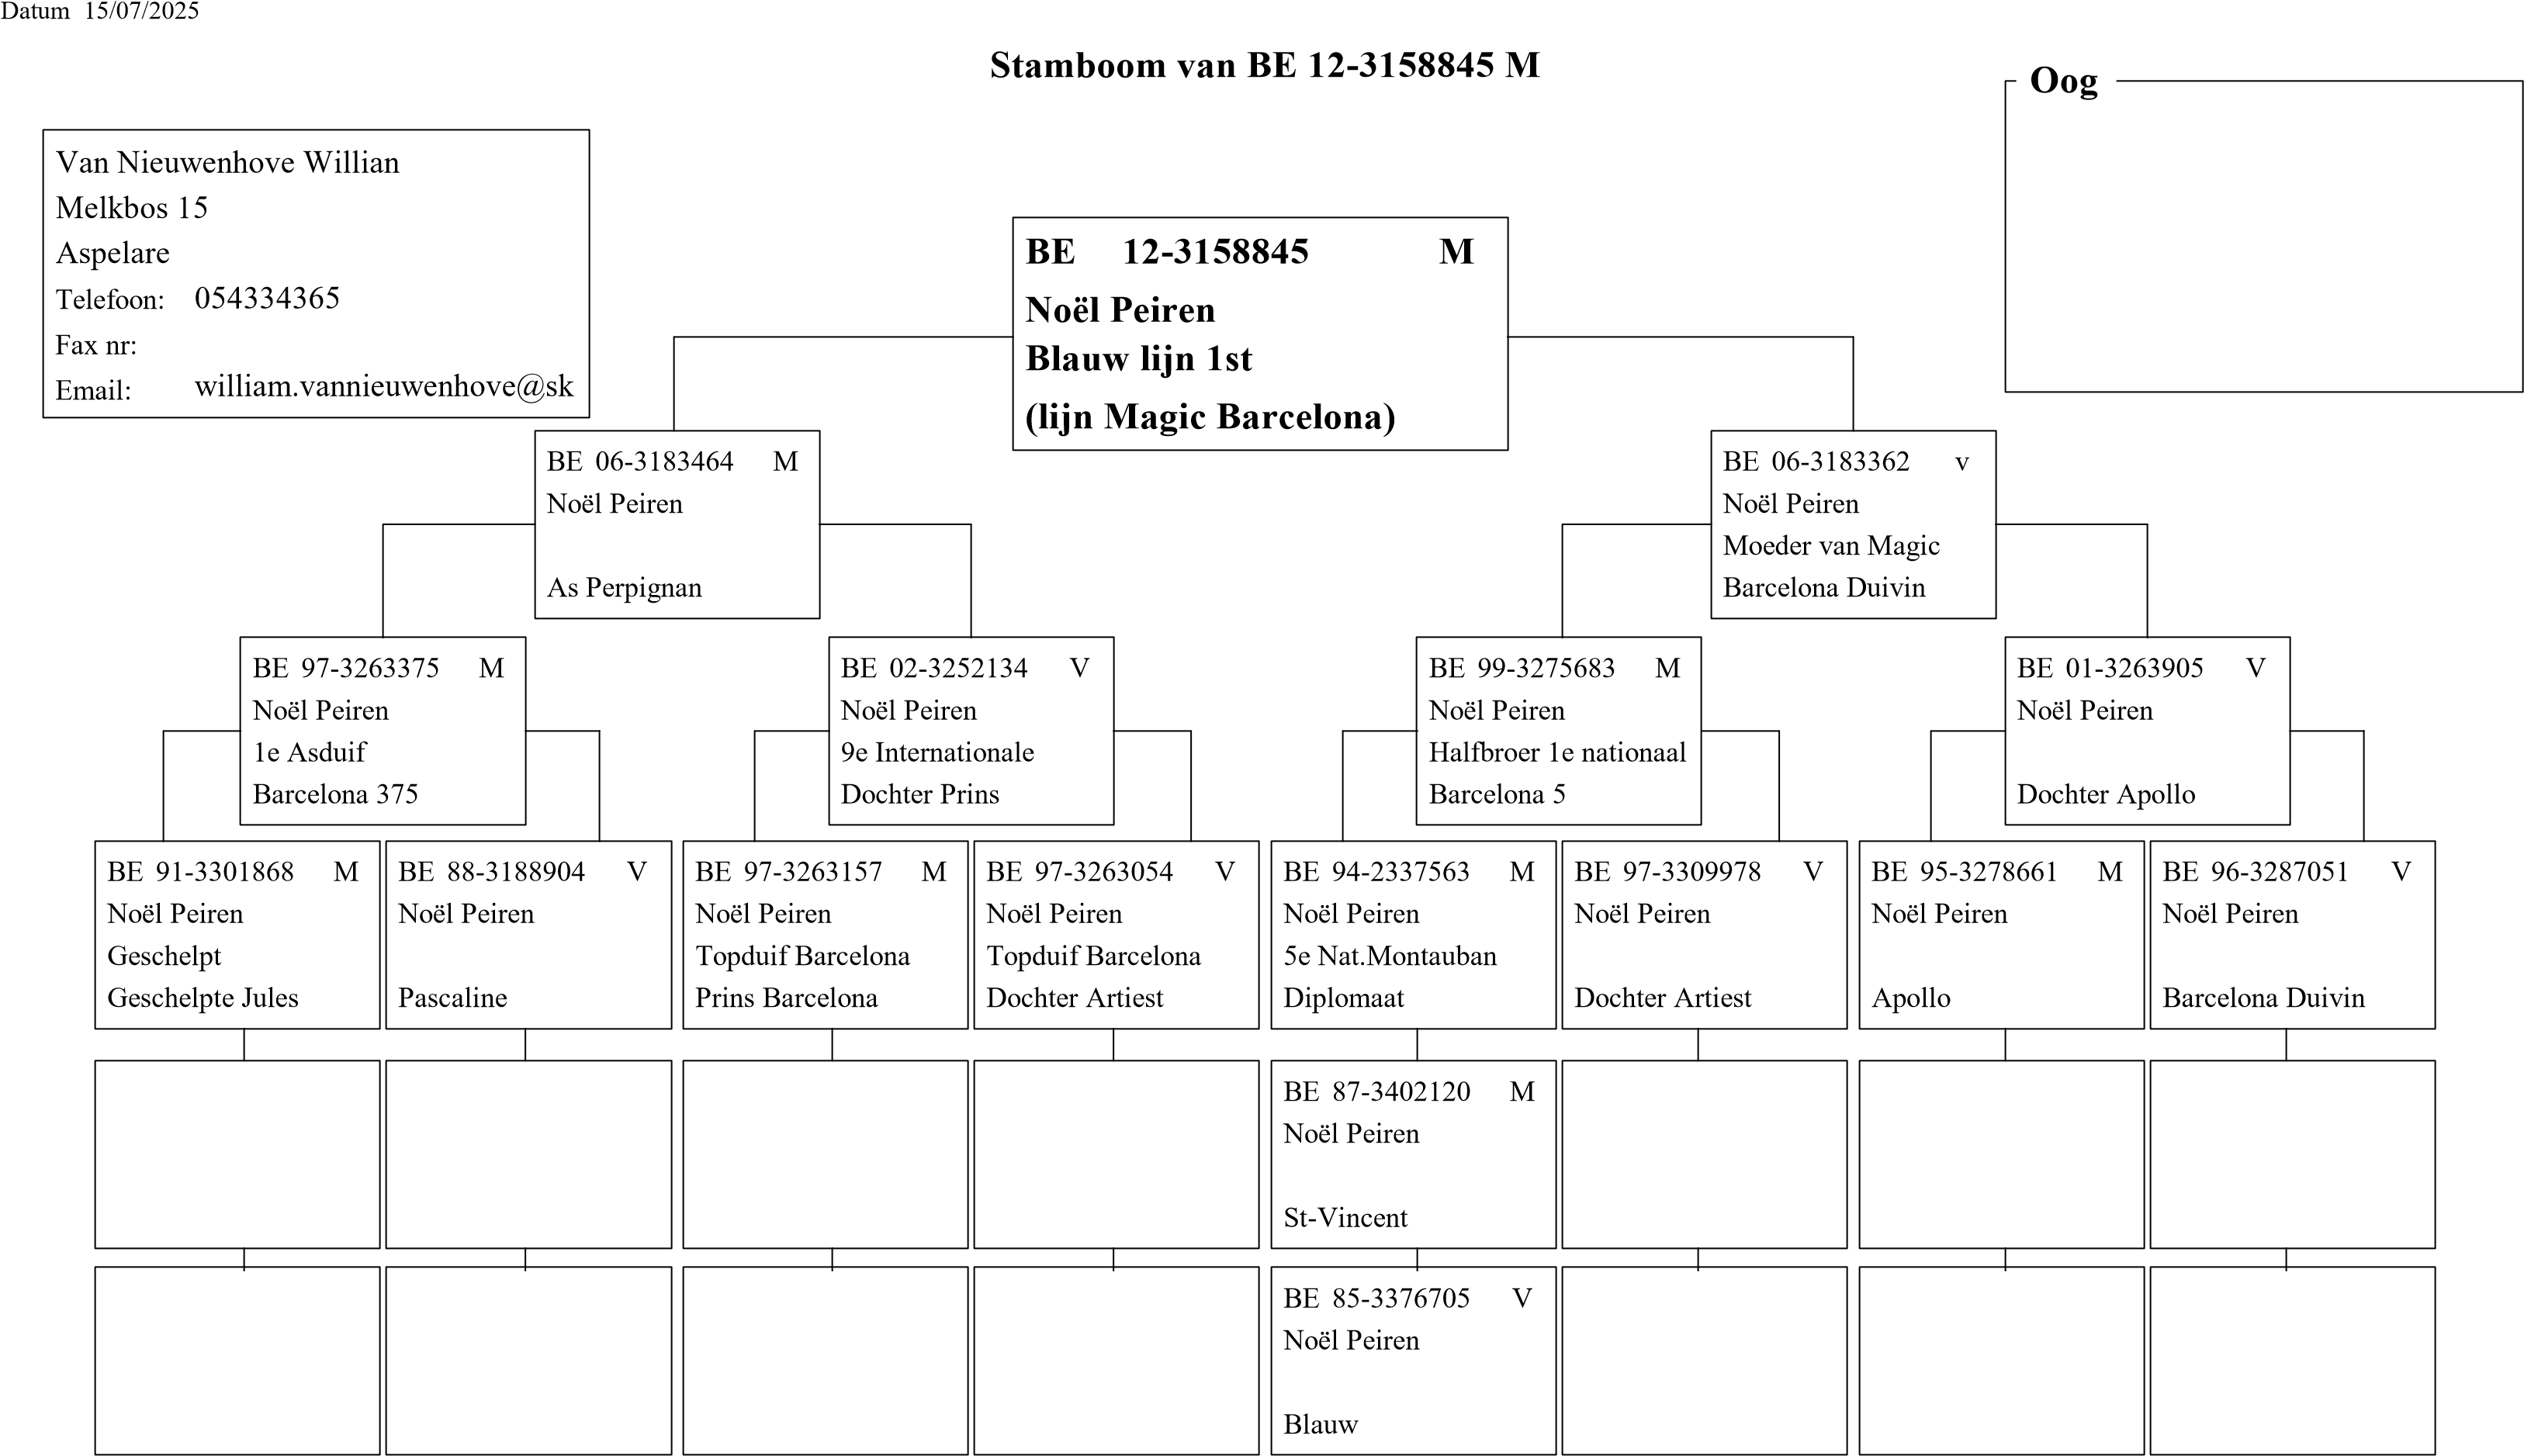 Datum 15/07/2025
Stamboom van BE 12-3158845 M
Oog
Van Nieuwenhove Willian
Melkbos 15
Aspelare
Telefoon: 054334365
Fax nr:
Email: william.vannieuwenhove@sk
BE 12-3158845 M
Noël Peiren
Blauw lijn 1st
(lijn Magic Barcelona)
BE 06-3183464 M
Noël Peiren
As Perpignan
BE 06-3183362 v
Noël Peiren
Moeder van Magic
Barcelona Duivin
BE 97-3263375 M
Noël Peiren
1e Asduif
Barcelona 375
BE 02-3252134 V
Noël Peiren
9e Internationale
Dochter Prins
BE 99-3275683 M
Noël Peiren
Halfbroer 1e nationaal
Barcelona 5
BE 01-3263905 V
Noël Peiren
Dochter Apollo
BE 91-3301868 M
Noël Peiren
Geschelpt
Geschelpte Jules
BE 88-3188904 V
Noël Peiren
Pascaline
BE 97-3263157 M
Noël Peiren
Topduif Barcelona
Prins Barcelona
BE 97-3263054 V
Noël Peiren
Topduif Barcelona
Dochter Artiest
BE 94-2337563 M
Noël Peiren
5e Nat.Montauban
Diplomaat
BE 97-3309978 V
Noël Peiren
Dochter Artiest
BE 95-3278661 M
Noël Peiren
Apollo
BE 96-3287051 V
Noël Peiren
Barcelona Duivin
BE 87-3402120 M
Noël Peiren
St-Vincent
BE 85-3376705 V
Noël Peiren
Blauw